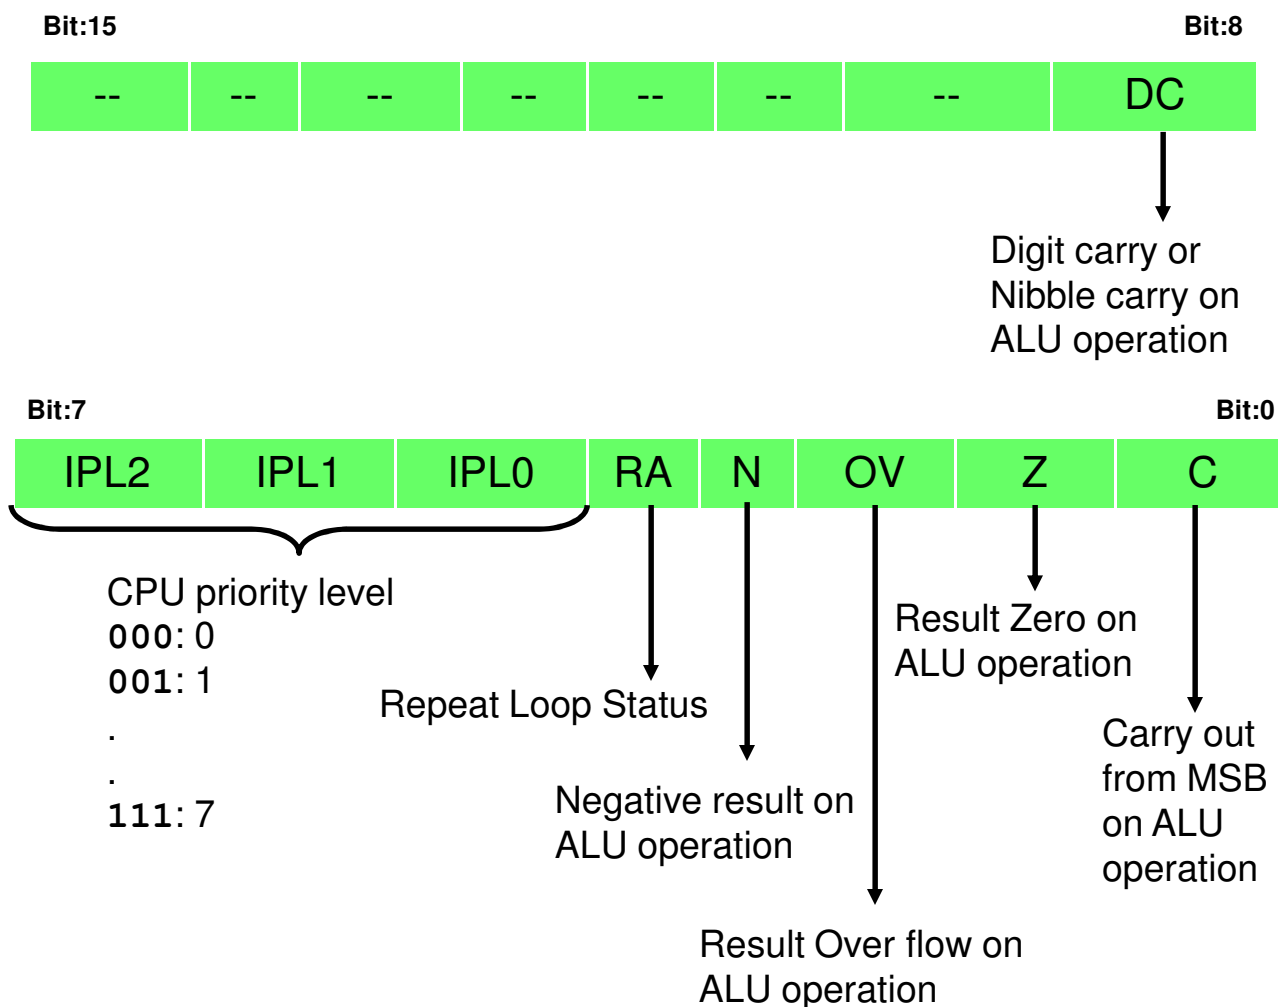 Bit:15 Bit:8
-- -- -- -- -- -- -- DC
Digit carry or
Nibble carry on
ALU operation
Bit:7 Bit:0
IPL2 IPL1 IPL0 RA N OV Z C
CPU priority level
000: 0
001: 1
.
.
111: 7
Repeat Loop Status
Negative result on
ALU operation
Result Over flow on
ALU operation
Result Zero on
ALU operation
Carry out
from MSB
on ALU
operation